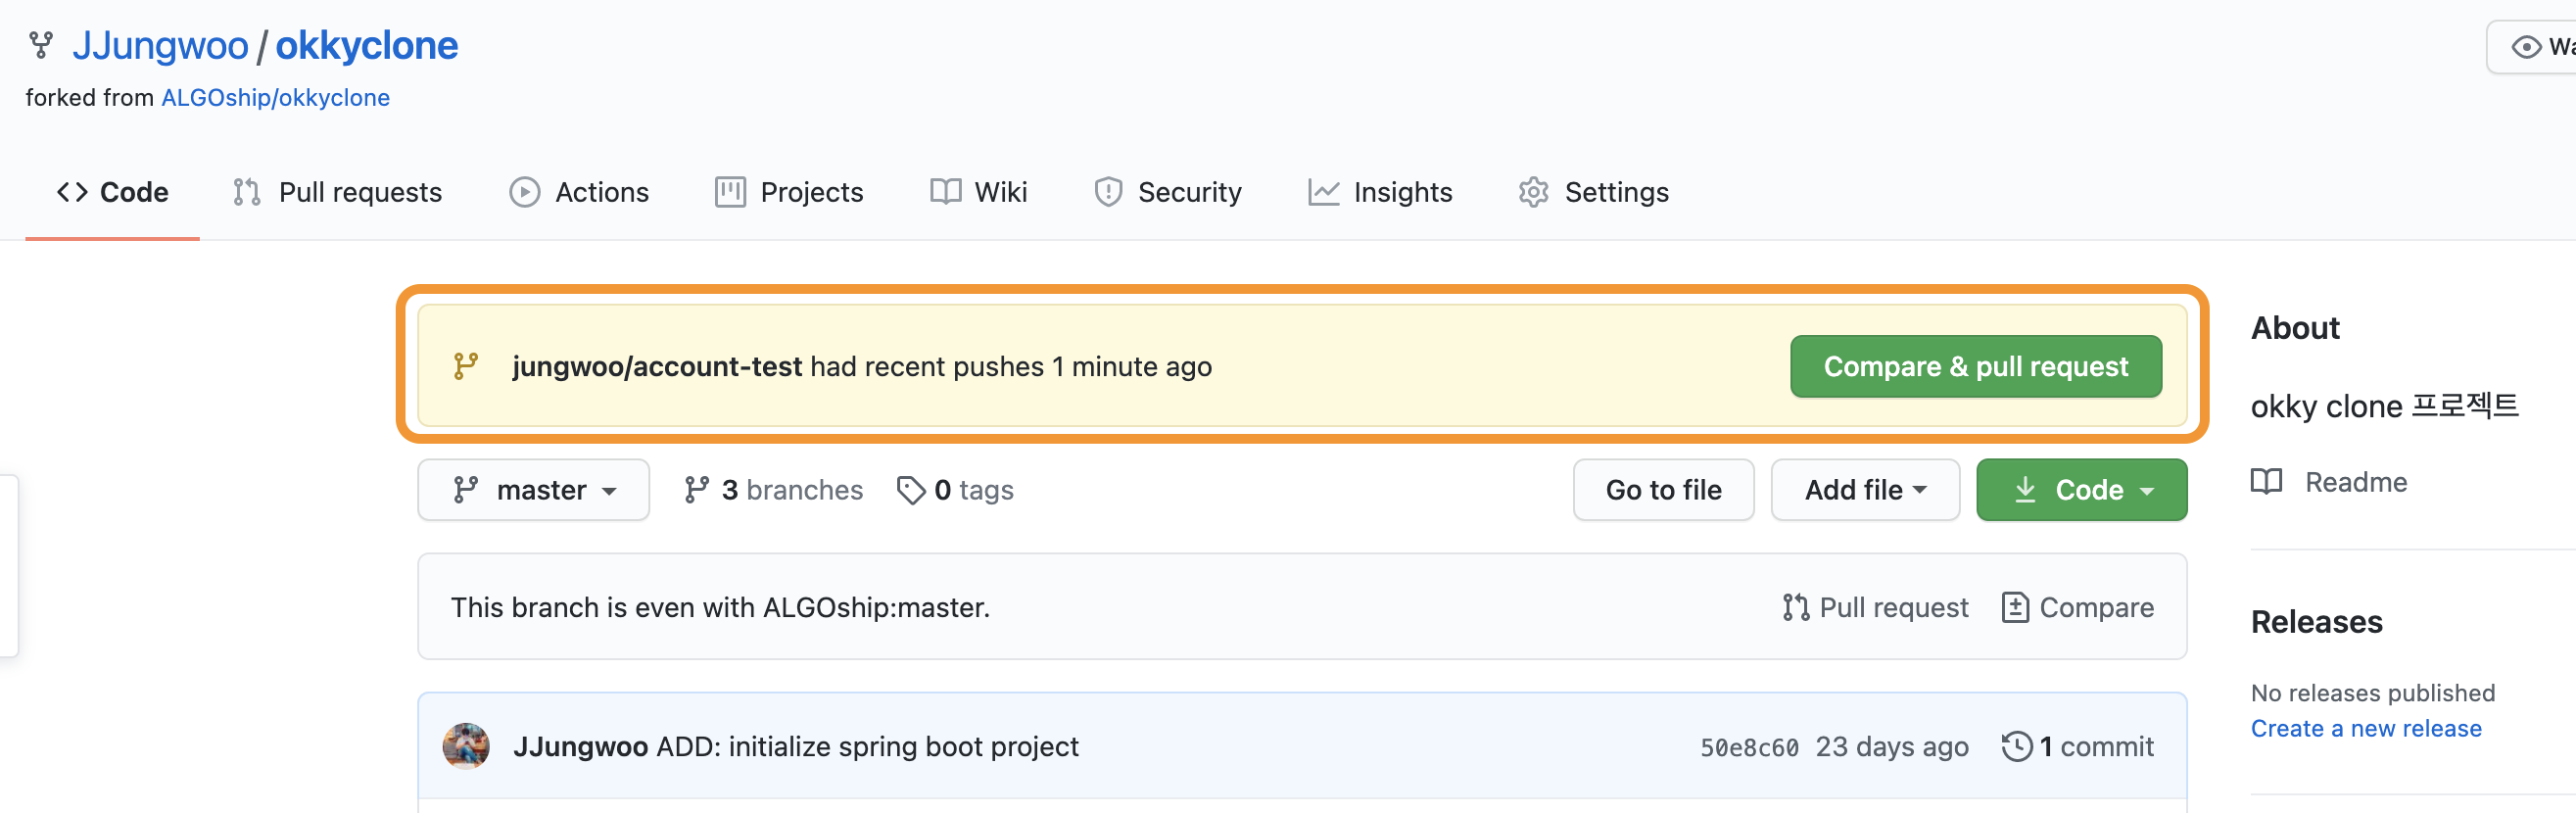 JJungwoo / okkyclone
forked from ALGOship/okkyclone
Code Pull requests Actions Projects Wiki Security Insights Settings
jungwoo/account-test had recent pushes 1 minute ago Compare & pull request
About
okky clone 프로젝트
Readme
master 3 branches 0 tags Go to file Add file Code
This branch is even with ALGOship:master. Pull request Compare
Releases
No releases published
Create a new release
JJungwoo ADD: initialize spring boot project 50e8c60 23 days ago 1 commit